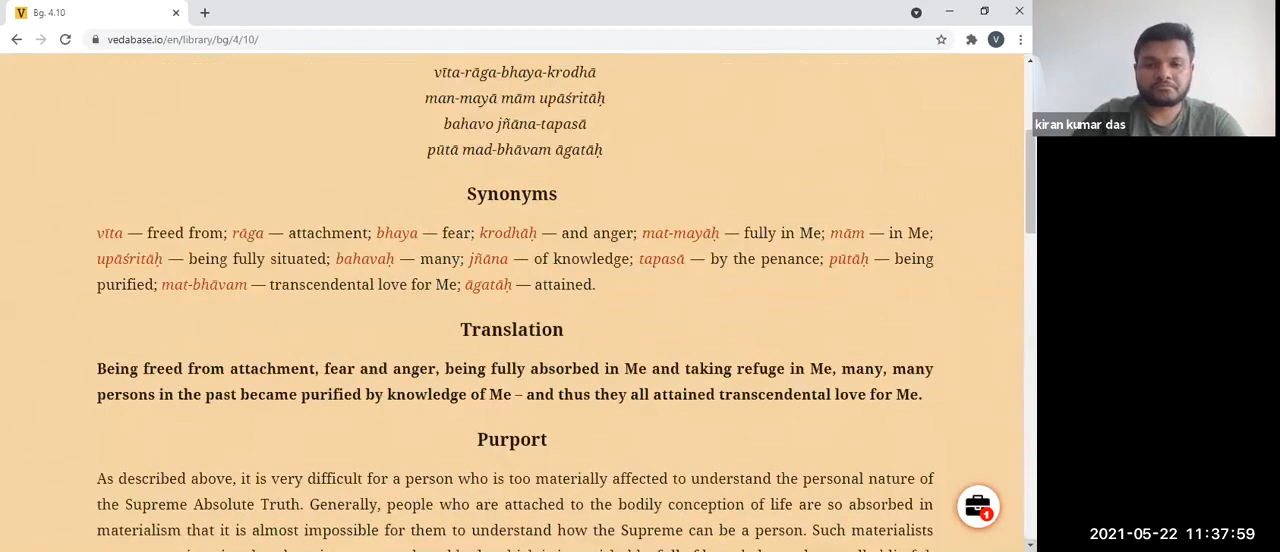 Bg. 4.10
vedabase.io/en/library/bg/4/10/
V
vīta-rāga-bhaya-krodhā
man-mayā mām upāśritāḥ
bahavo jñāna-tapasā
pūtā mad-bhāvam āgatāḥ
Synonyms
vīta — freed from; rāga — attachment; bhaya — fear; krodhāḥ — and anger; mat-mayāḥ — fully in Me; mām — in Me;
upāśritāḥ — being fully situated; bahavaḥ — many; jñāna — of knowledge; tapasā — by the penance; pūtāḥ — being
purified; mat-bhāvam — transcendental love for Me; āgatāḥ — attained.
Translation
Being freed from attachment, fear and anger, being fully absorbed in Me and taking refuge in Me, many, many
persons in the past became purified by knowledge of Me – and thus they all attained transcendental love for Me.
Purport
As described above, it is very difficult for a person who is too materially affected to understand the personal nature of
the Supreme Absolute Truth. Generally, people who are attached to the bodily conception of life are so absorbed in
materialism that it is almost impossible for them to understand how the Supreme can be a person. Such materialists
1
kiran kumar das
2021-05-22 11:37:59